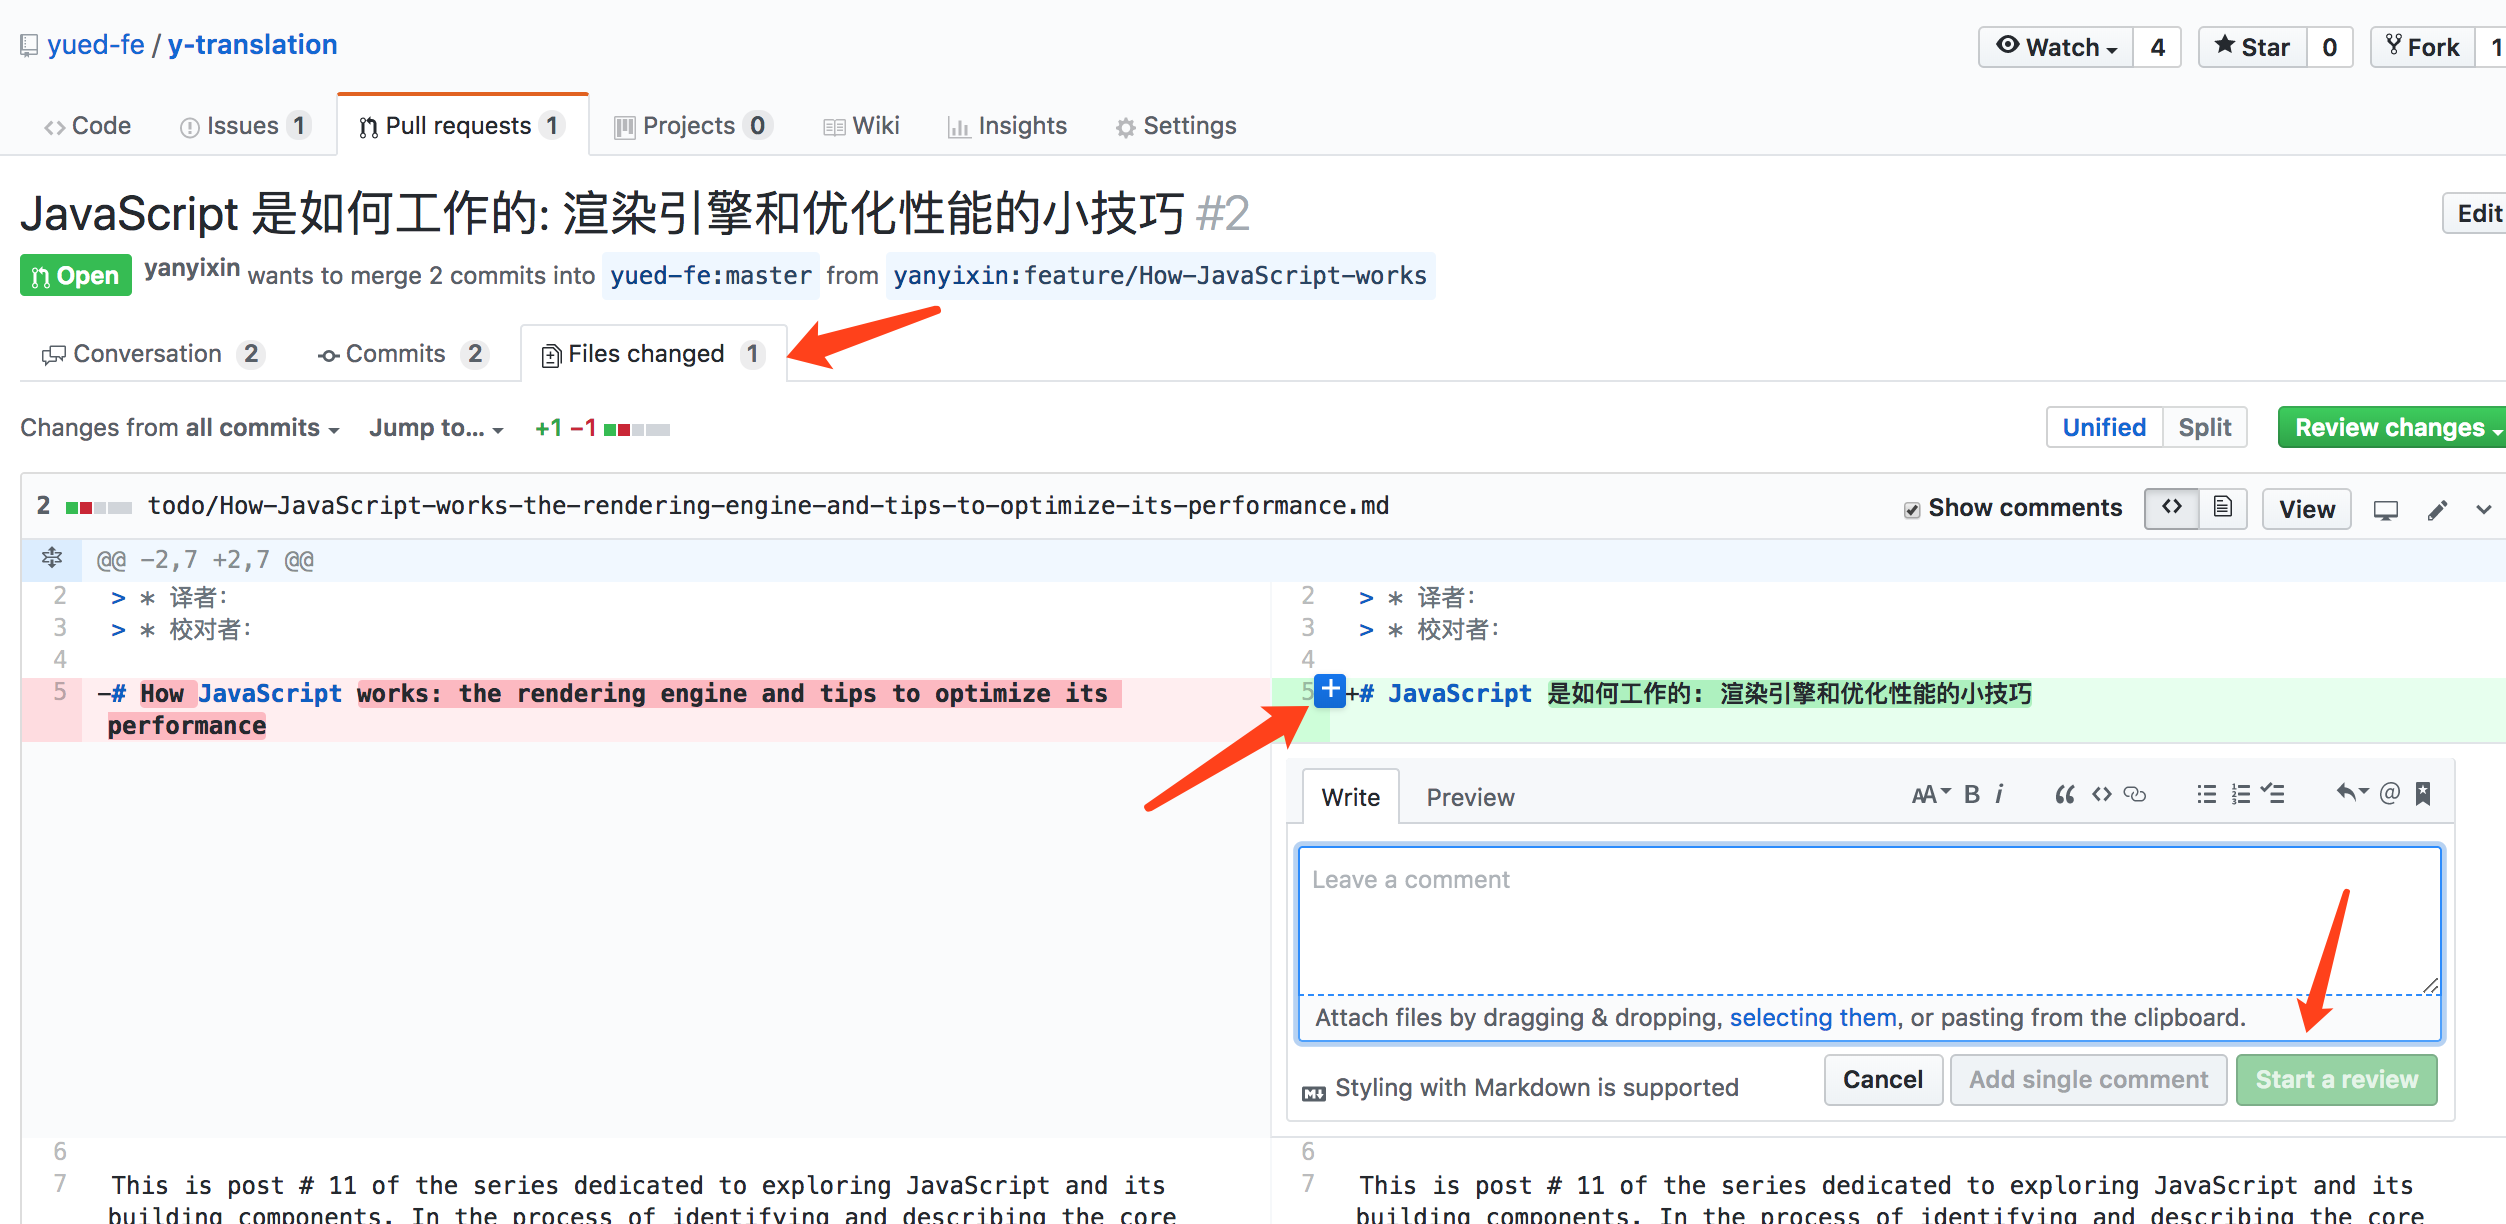 yued-fe / y-translation
Watch 4 Star 0 Fork 1
Code Issues 1 Pull requests 1 Projects 0 Wiki Insights Settings
JavaScript 是如何工作的: 渲染引擎和优化性能的小技巧 #2
Edit
Open yanyixin wants to merge 2 commits into yued-fe:master from yanyixin:feature/How-JavaScript-works
Conversation 2 Commits 2 Files changed 1
Changes from all commits Jump to... +1 −1
Unified Split Review changes
2 todo/How-JavaScript-works-the-rendering-engine-and-tips-to-optimize-its-performance.md
Show comments View
@@ -2,7 +2,7 @@
2 > * 译者:
3 > * 校对者:
4
5 -# How JavaScript works: the rendering engine and tips to optimize its
performance
2 > * 译者:
3 > * 校对者:
4
5 +# JavaScript 是如何工作的: 渲染引擎和优化性能的小技巧
Write Preview
AA B i
Leave a comment
Attach files by dragging & dropping, selecting them, or pasting from the clipboard.
Styling with Markdown is supported
Cancel Add single comment Start a review
6
7 This is post # 11 of the series dedicated to exploring JavaScript and its
building components. In the process of identifying and describing the core
6
7 This is post # 11 of the series dedicated to exploring JavaScript and its
building components. In the process of identifying and describing the core